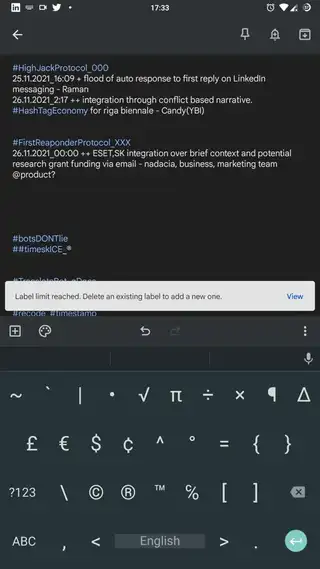 17:33
#HighJackProtocol_000
25.11.2021_16:09 + flood of auto response to first reply on LinkedIn
messaging - Raman
26.11.2021_2:17 ++ integration through conflict based narrative.
#HashTagEconomy for riga biennale - Candy(YBI)
#FirstReaponderProtocol_XXX
26.11.2021_00:00 ++ ESET,SK integration over brief context and potential
research grant funding via email - nadacia, business, marketing team
@product?
#botsDONTlie
##timeskICE_®
Label limit reached. Delete an existing label to add a new one. View
#recode #timestamp
~ ` | • √ π ÷ × ¶ Δ
£ € $ ¢ ^ ° = { }
?123 \ © ® ™ ℅ [ ]
ABC , < English > .